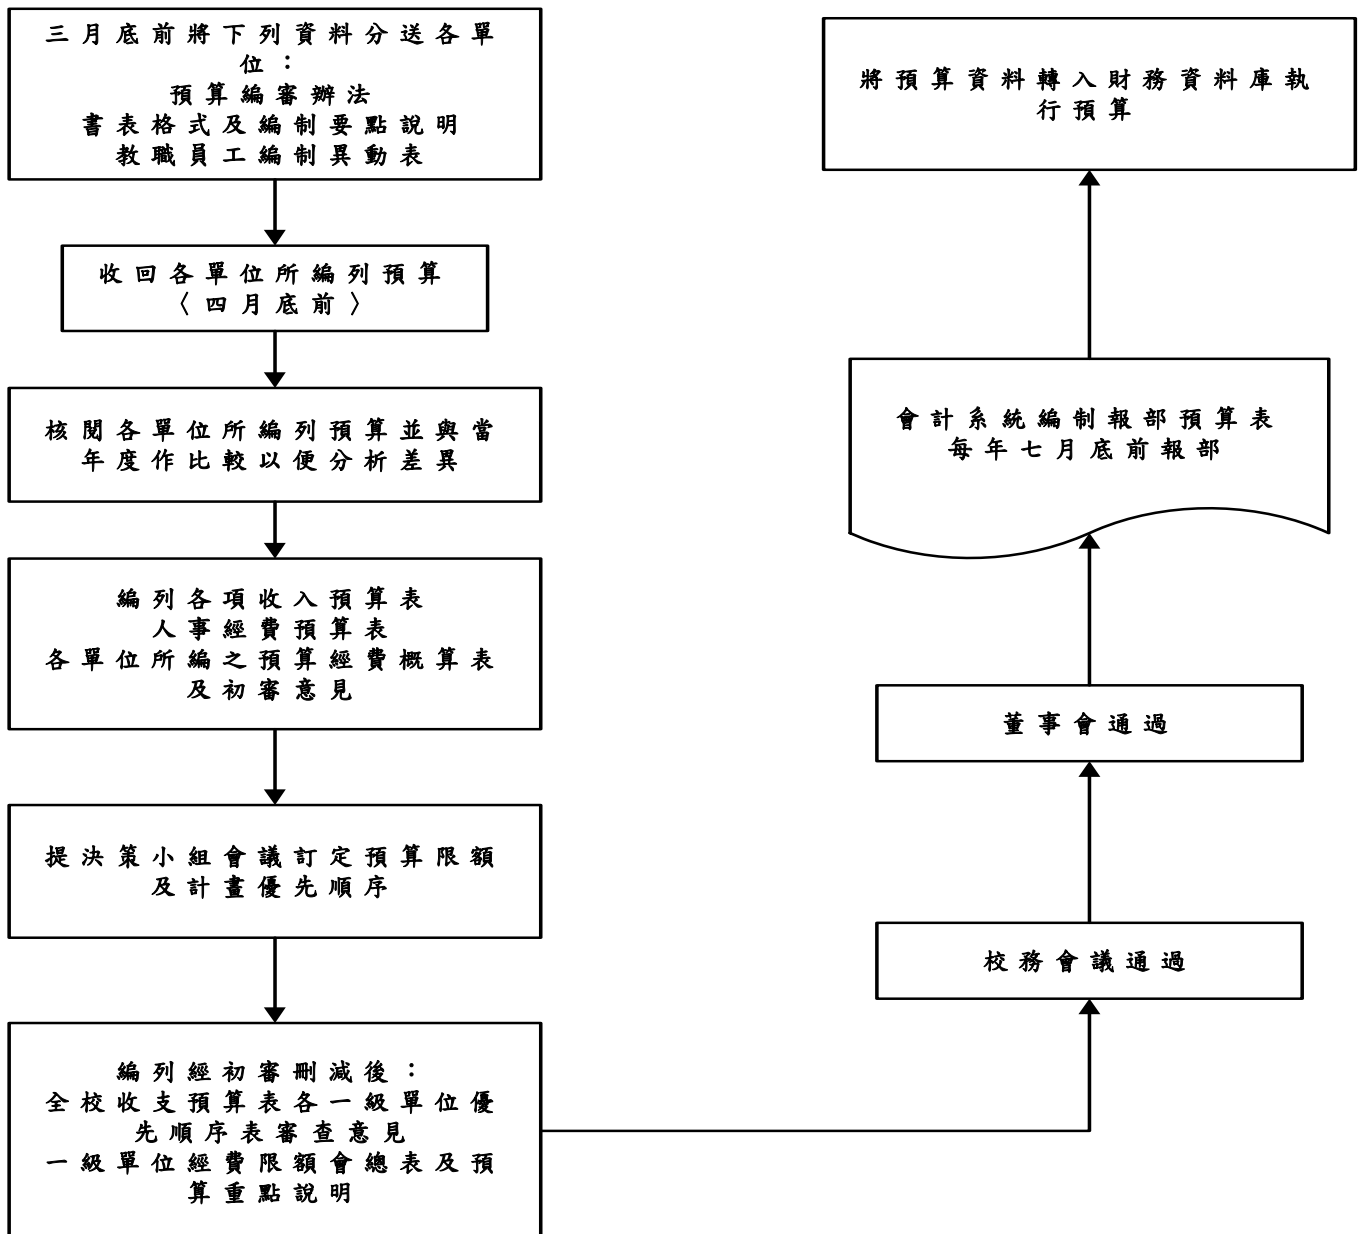 三月底前將下列資料分送各單
位：
預算編審辦法
書表格式及編制要點說明
教職員工編制異動表
收回各單位所編列預算
〈四月底前〉
核閱各單位所編列預算並與當
年度作比較以便分析差異
編列各項收入預算表
人事經費預算表
各單位所編之預算經費概算表
及初審意見
提決策小組會議訂定預算限額
及計畫優先順序
編列經初審刪減後：
全校收支預算表各一級單位優
先順序表審查意見
一級單位經費限額會總表及預
算重點說明
校務會議通過
董事會通過
會計系統編制報部預算表
每年七月底前報部
將預算資料轉入財務資料庫執
行預算